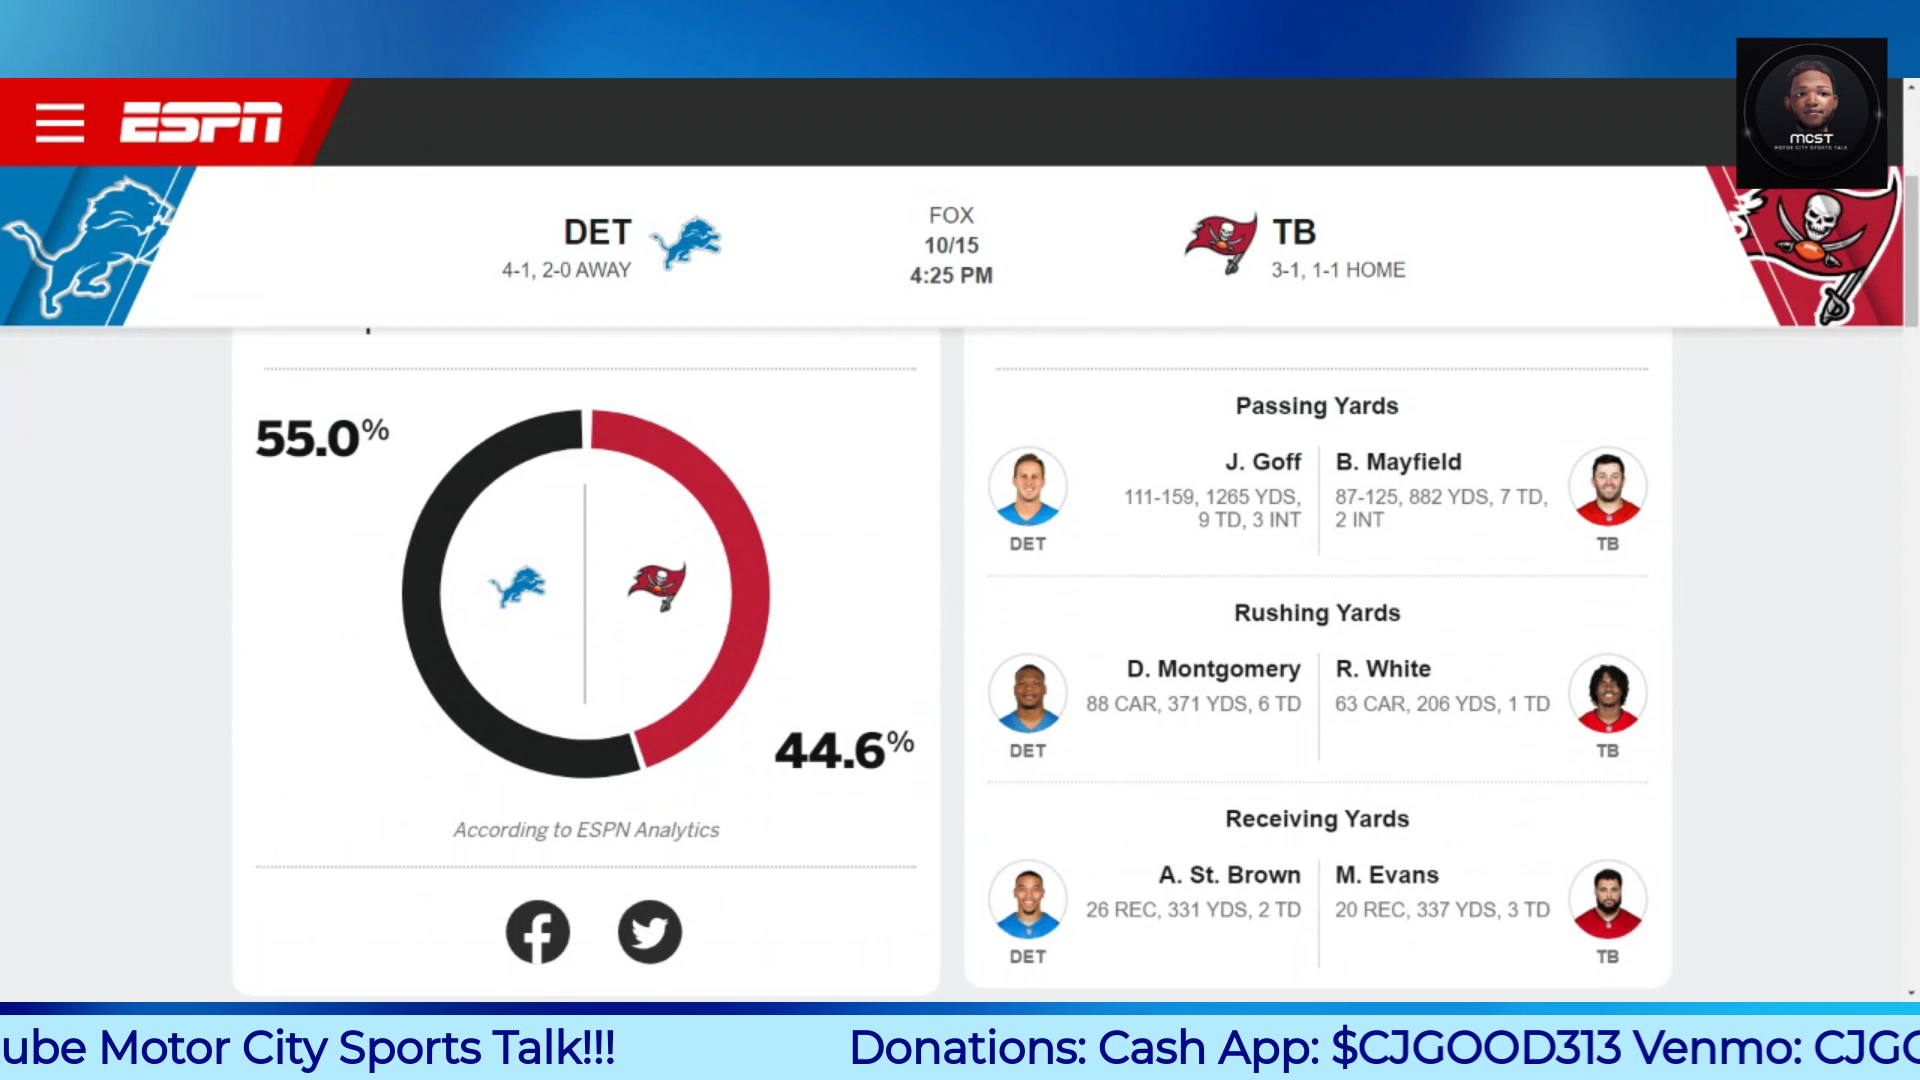 ESPN
MCST
MOTOR CITY SPORTS TALK
DET
4-1, 2-0 AWAY
FOX
10/15
4:25 PM
TB
3-1, 1-1 HOME
55.0%
44.6%
According to ESPN Analytics
Passing Yards
J. Goff
111-159, 1265 YDS,
9 TD, 3 INT
DET
B. Mayfield
87-125, 882 YDS, 7 TD,
2 INT
TB
Rushing Yards
D. Montgomery
88 CAR, 371 YDS, 6 TD
DET
R. White
63 CAR, 206 YDS, 1 TD
TB
Receiving Yards
A. St. Brown
26 REC, 331 YDS, 2 TD
DET
M. Evans
20 REC, 337 YDS, 3 TD
TB
ube Motor City Sports Talk!!! Donations: Cash App: $CJGOOD313 Venmo: CJGO